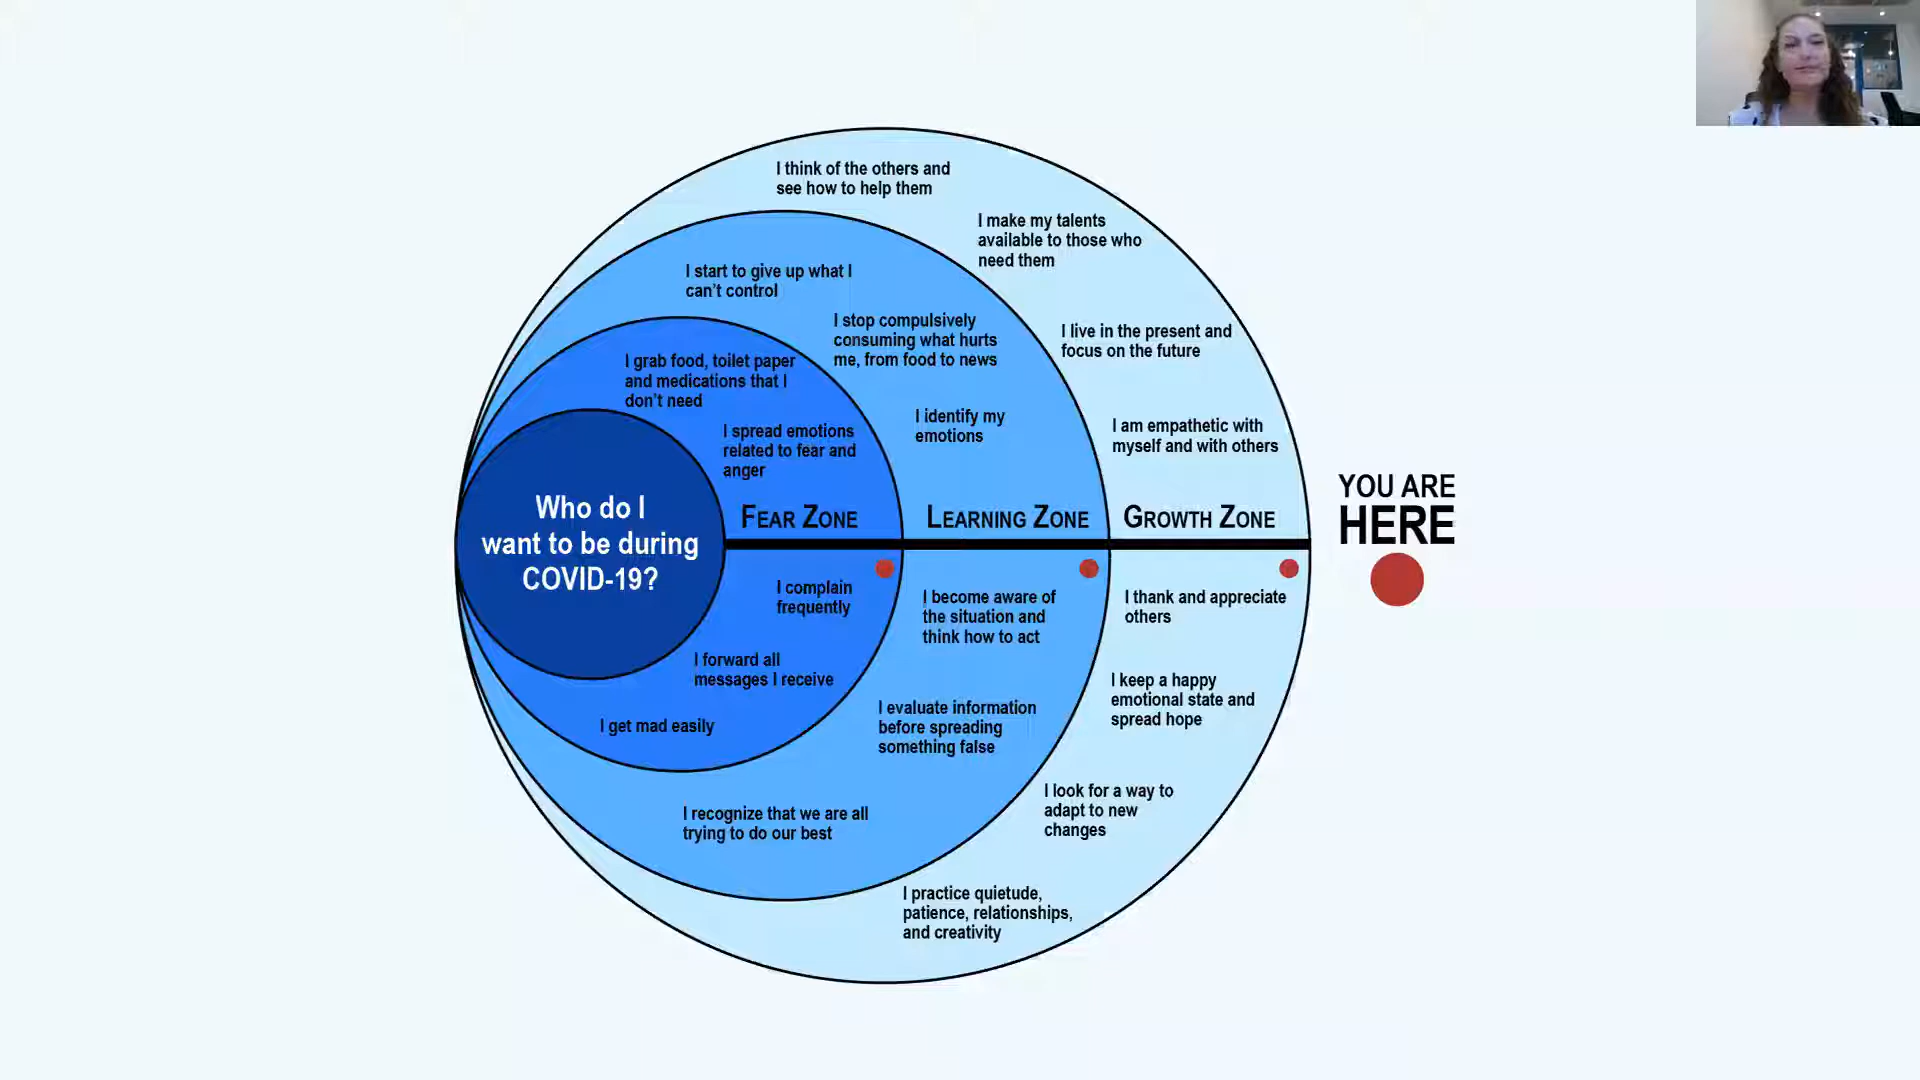 I think of the others and
see how to help them
I make my talents
available to those who
need them
I start to give up what I
can't control
I stop compulsively
consuming what hurts
me, from food to news
I live in the present and
focus on the future
I grab food, toilet paper
and medications that I
don't need
I identify my
emotions
I am empathetic with
myself and with others
I spread emotions
related to fear and
anger
Who do I
want to be during
COVID-19?
FEAR ZONE
LEARNING ZONE
GROWTH ZONE
YOU ARE
HERE
I complain
frequently
I become aware of
the situation and
think how to act
I thank and appreciate
others
I forward all
messages I receive
I keep a happy
emotional state and
spread hope
I get mad easily
I evaluate information
before spreading
something false
I look for a way to
adapt to new
changes
I recognize that we are all
trying to do our best
I practice quietude,
patience, relationships,
and creativity